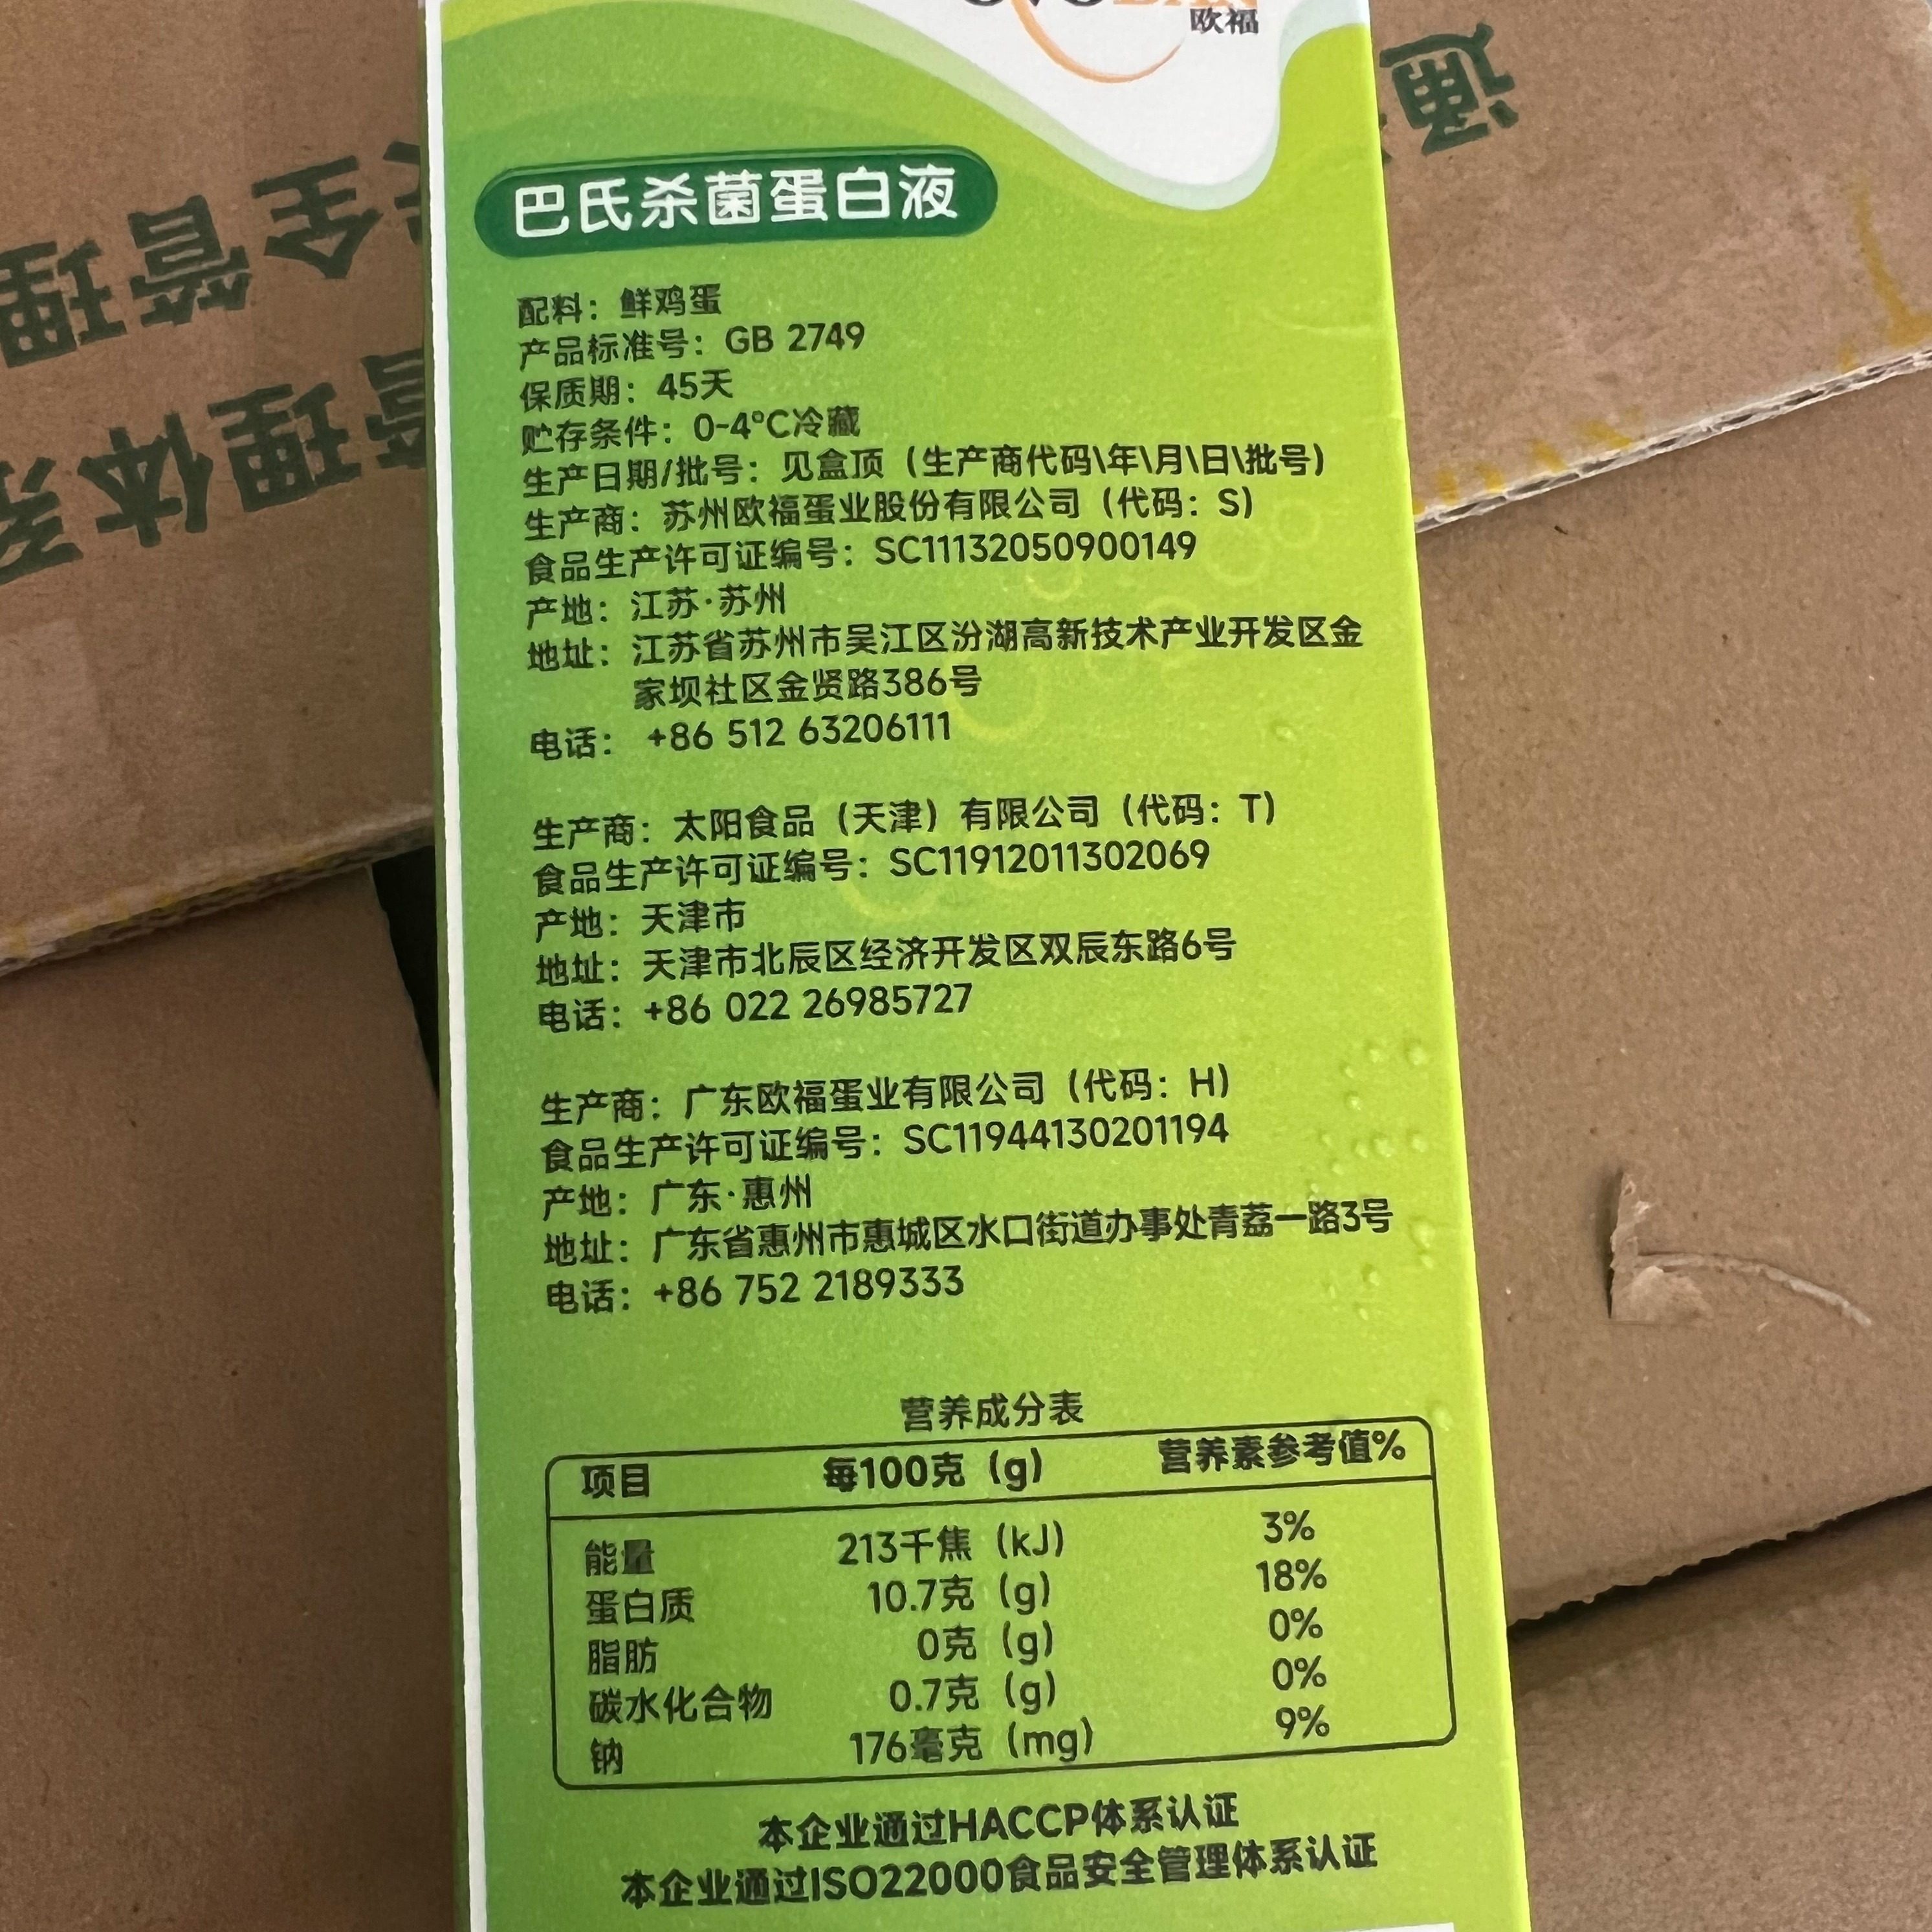 欧福
巴氏杀菌蛋白液
配料：鲜鸡蛋
产品标准号：GB 2749
保质期：45天
贮存条件：0-4℃冷藏
生产日期/批号：见盒顶（生产商代码\年\月\日\批号）
生产商：苏州欧福蛋业股份有限公司（代码：S）
食品生产许可证编号：SC11132050900149
产地：江苏·苏州
地址：江苏省苏州市吴江区汾湖高新技术产业开发区金
家坝社区金贤路386号
电话： +86 512 63206111
生产商：太阳食品（天津）有限公司（代码：T）
食品生产许可证编号：SC11912011302069
产地：天津市
地址：天津市北辰区经济开发区双辰东路6号
电话：+86 022 26985727
生产商：广东欧福蛋业有限公司（代码：H）
食品生产许可证编号：SC11944130201194
产地：广东·惠州
地址：广东省惠州市惠城区水口街道办事处青荔一路3号
电话：+86 752 2189333
营养成分表
项目 每100克（g） 营养素参考值%
能量 213千焦（kJ） 3%
蛋白质 10.7克（g） 18%
脂肪 0克（g） 0%
碳水化合物 0.7克（g） 0%
钠 176毫克（mg） 9%
本企业通过HACCP体系认证
本企业通过ISO22000食品安全管理体系认证
全管理
管理体系
通